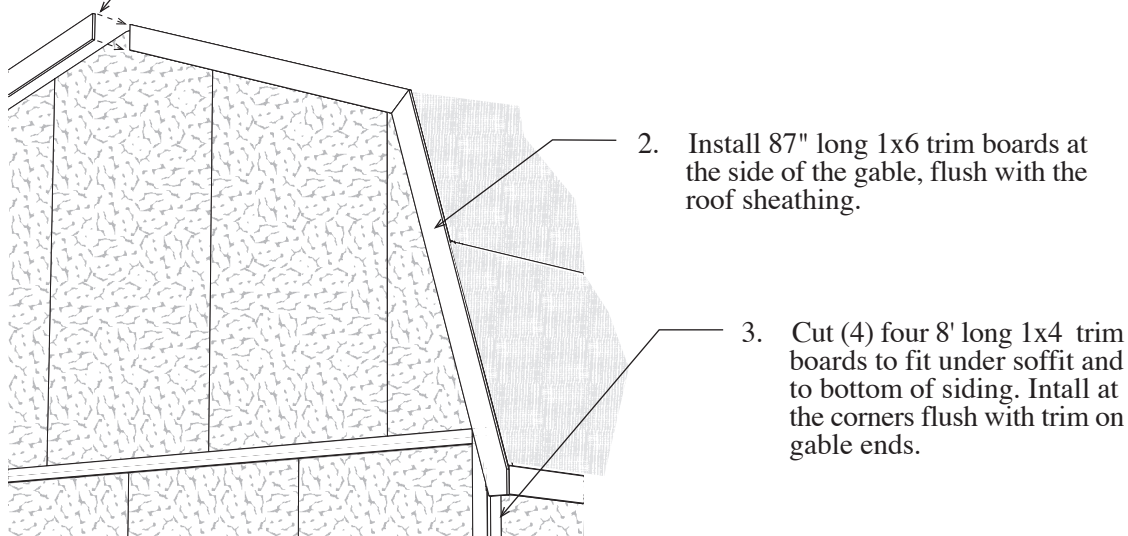 2. Install 87" long 1x6 trim boards at
the side of the gable, flush with the
roof sheathing.
3. Cut (4) four 8' long 1x4 trim
boards to fit under soffit and
to bottom of siding. Intall at
the corners flush with trim on
gable ends.